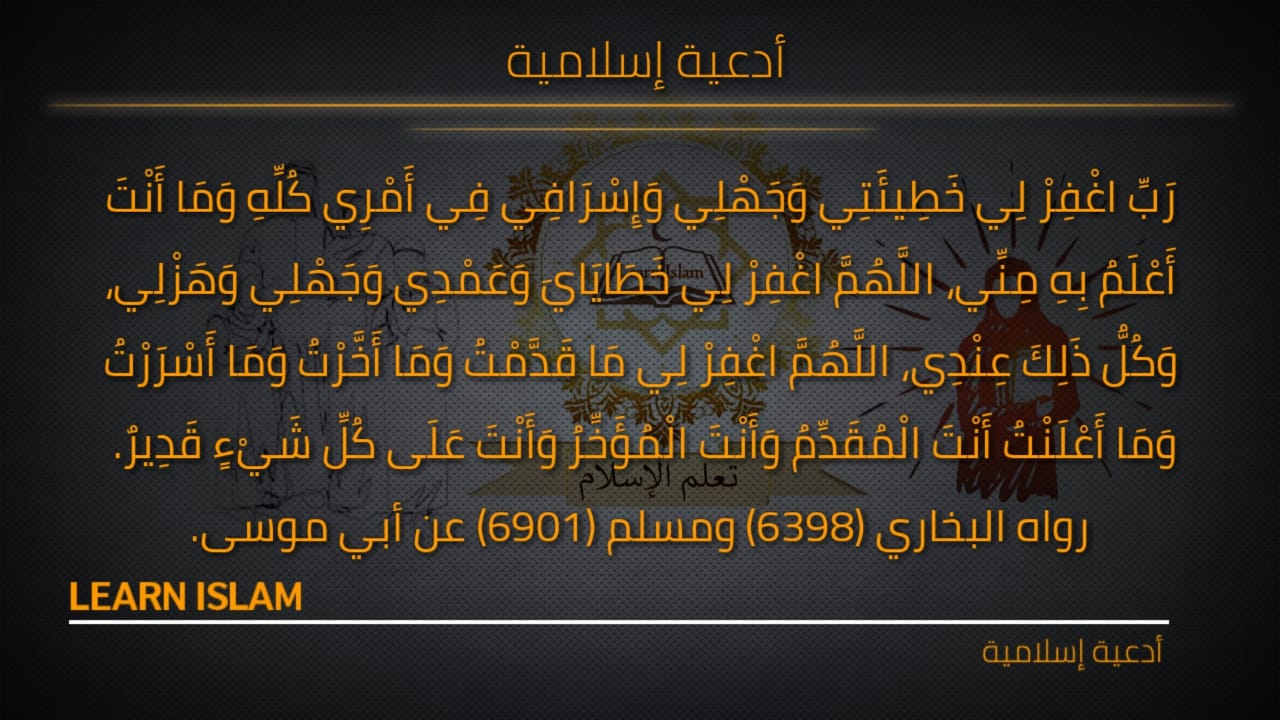 أدعية إسلامية
رَبِّ اغْفِرْ لِي خَطِيئَتِي وَجَهْلِي وَإِسْرَافِي فِي أَمْرِي كُلِّهِ وَمَا أَنْتَ
أَعْلَمُ بِهِ مِنِّي، اللَّهُمَّ اغْفِرْ لِي خَطَايَايَ وَعَمْدِي وَجَهْلِي وَهَزْلِي،
وَكُلُّ ذَلِكَ عِنْدِي، اللَّهُمَّ اغْفِرْ لِي مَا قَدَّمْتُ وَمَا أَخَّرْتُ وَمَا أَسْرَرْتُ
وَمَا أَعْلَنْتُ أَنْتَ الْمُقَدِّمُ وَأَنْتَ الْمُؤَخِّرُ وَأَنْتَ عَلَى كُلِّ شَيْءٍ قَدِيرٌ.
تعلم الإسلام
رواه البخاري (6398) ومسلم (6901) عن أبي موسى.
LEARN ISLAM
أدعية إسلامية